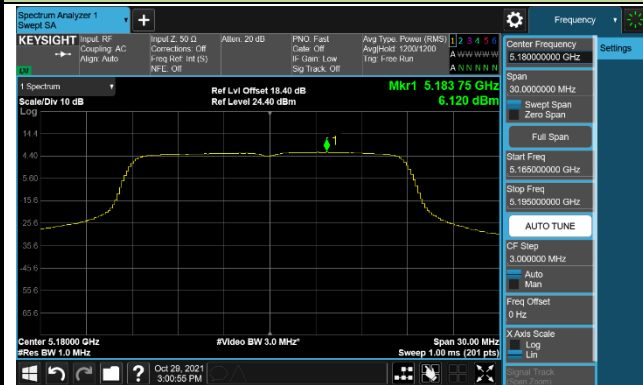 Spectrum Analyzer 1
Swept SA
+
Frequency
KEYSIGHT
Input: RF
Coupling: AC
Align: Auto
Input Z: 50 Ω
Corrections: Off
Freq Ref: Int (S)
NFE: Off
Atten: 20 dB
PNO: Fast
Gate: Off
IF Gain: Low
Sig Track: Off
Avg Type: Power (RMS)
Avg|Hold: 1200/1200
Trig: Free Run
1 2 3 4 5 6
A W W W W W
A N N N N N
LXI
1 Spectrum
Scale/Div 10 dB
Log
Ref Lvl Offset 18.40 dB
Ref Level 24.40 dBm
Mkr1 5.183 75 GHz
6.120 dBm
14.4
4.40
-5.60
-15.6
-25.6
-35.6
-45.6
-55.6
-65.6
1
Center 5.18000 GHz
#Res BW 1.0 MHz
#Video BW 3.0 MHz*
Span 30.00 MHz
Sweep 1.00 ms (201 pts)
Oct 29, 2021
3:00:55 PM
?
Center Frequency
5.180000000 GHz
Settings
Span
30.0000000 MHz
Swept Span
Zero Span
Full Span
Start Freq
5.165000000 GHz
Stop Freq
5.195000000 GHz
AUTO TUNE
CF Step
3.000000 MHz
Auto
Man
Freq Offset
0 Hz
X Axis Scale
Log
Lin
Signal Track
(Span Zoom)